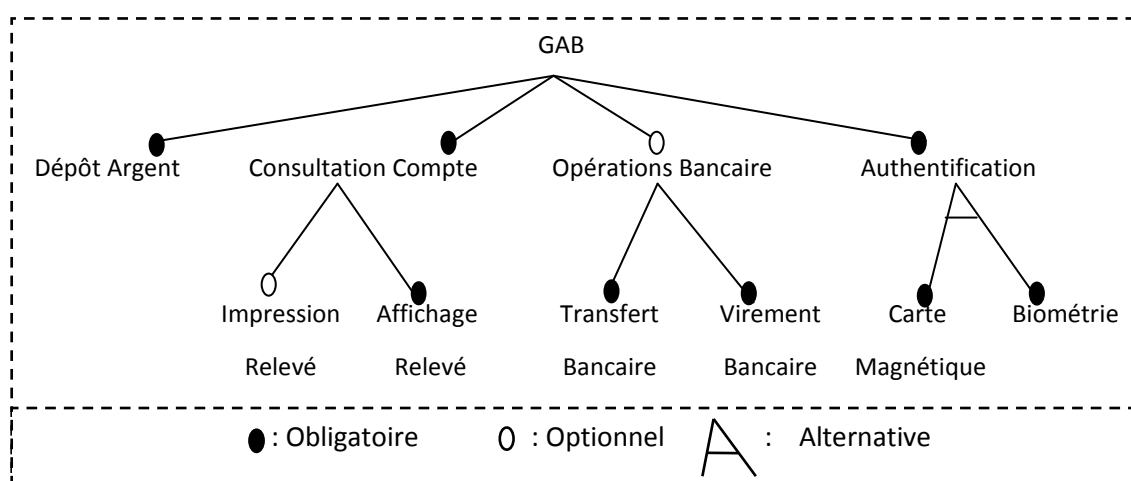 GAB
Dépôt Argent Consultation Compte Opérations Bancaire Authentification
Impression Affichage Transfert Virement Carte Biométrie
Relevé Relevé Bancaire Bancaire Magnétique
: Obligatoire : Optionnel : Alternative